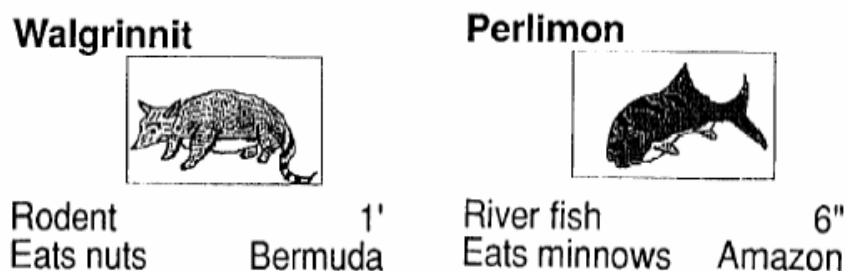 Walgrinnit
Rodent 1'
Eats nuts Bermuda
Perlimon
River fish 6"
Eats minnows Amazon